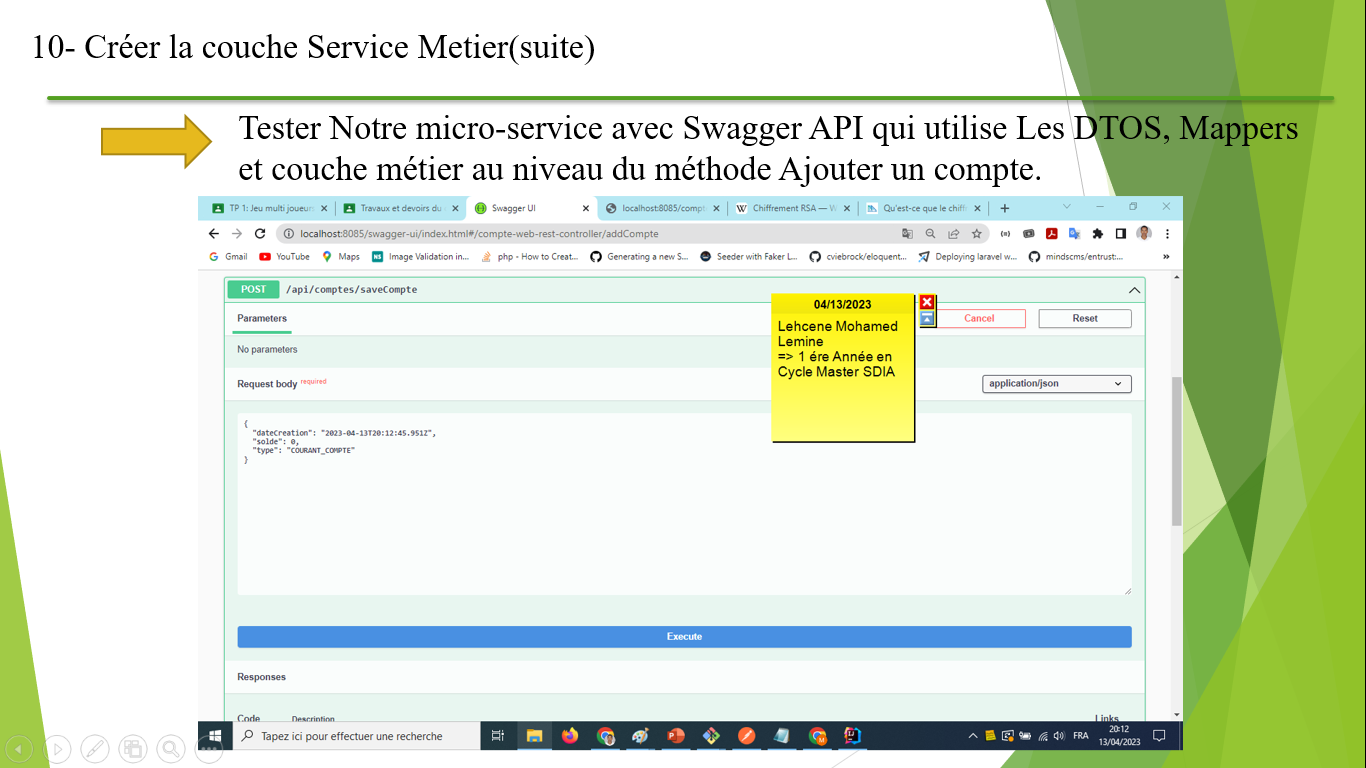 10- Créer la couche Service Metier(suite)
Tester Notre micro-service avec Swagger API qui utilise Les DTOS, Mappers
et couche métier au niveau du méthode Ajouter un compte.
TP 1: Jeu multi joueur
Travaux et devoirs du
Swagger UI
localhost:8085/compt
Chiffrement RSA — W
Qu'est-ce que le chiff
localhost:8085/swagger-ui/index.html#/compte-web-rest-controller/addCompte
Gmail
YouTube
Maps
Image Validation in...
php - How to Creat...
Generating a new S...
Seeder with Faker L...
cviebrock/eloquent...
Deploying laravel w...
mindscms/entrust:...
»
POST /api/comptes/saveCompte
Parameters
Cancel
Reset
04/13/2023
Lehcene Mohamed
Lemine
=> 1 ére Année en
Cycle Master SDIA
No parameters
Request body required
application/json
{
"dateCreation": "2023-04-13T20:12:45.951Z",
"solde": 0,
"type": "COURANT_COMPTE"
}
Execute
Responses
Code Description Links
Tapez ici pour effectuer une recherche
FRA
20:12
13/04/2023